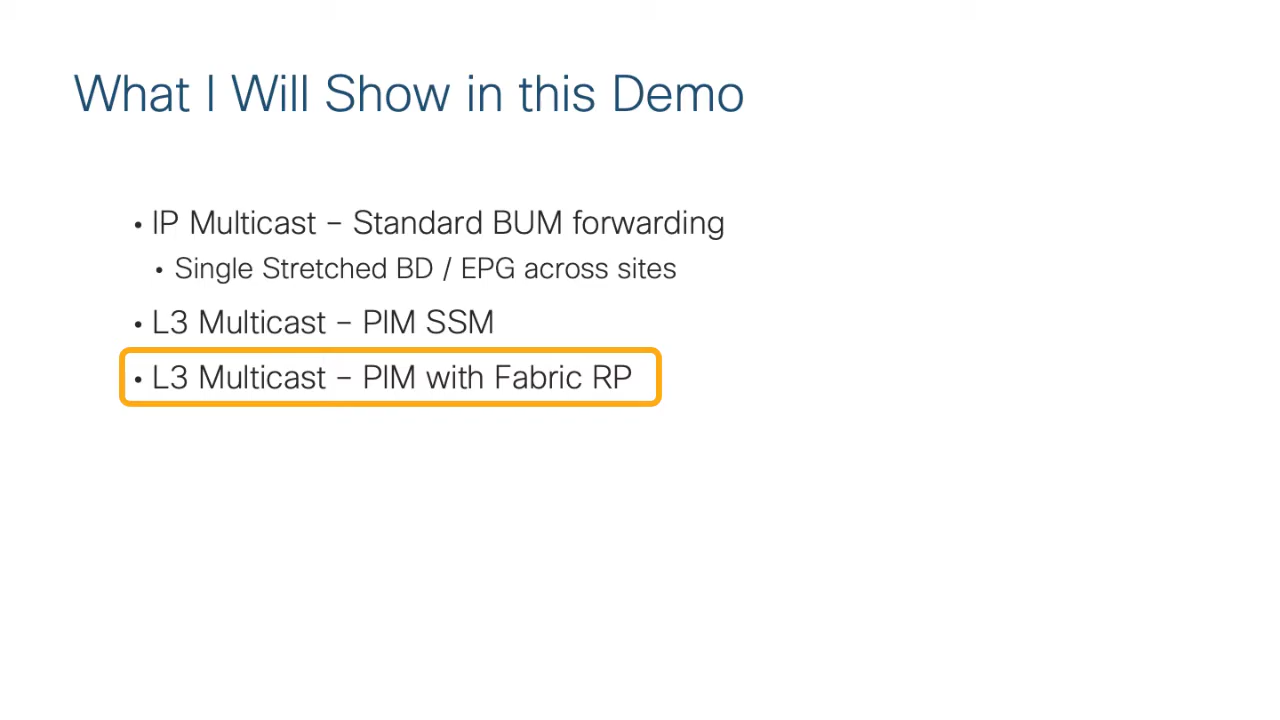 What I Will Show in this Demo
• IP Multicast – Standard BUM forwarding
• Single Stretched BD / EPG across sites
• L3 Multicast – PIM SSM
• L3 Multicast – PIM with Fabric RP